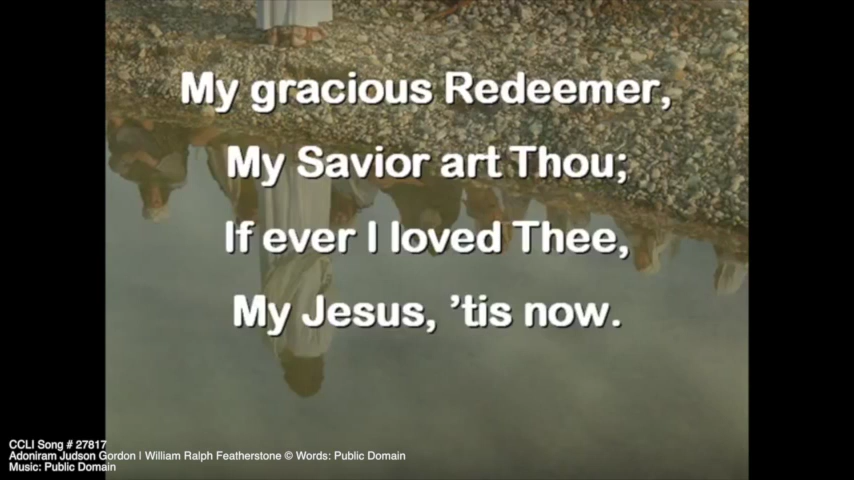 My gracious Redeemer,
My Savior art Thou;
If ever I loved Thee,
My Jesus, ’tis now.
CCLI Song # 27817
Adoniram Judson Gordon | William Ralph Featherstone © Words: Public Domain
Music: Public Domain